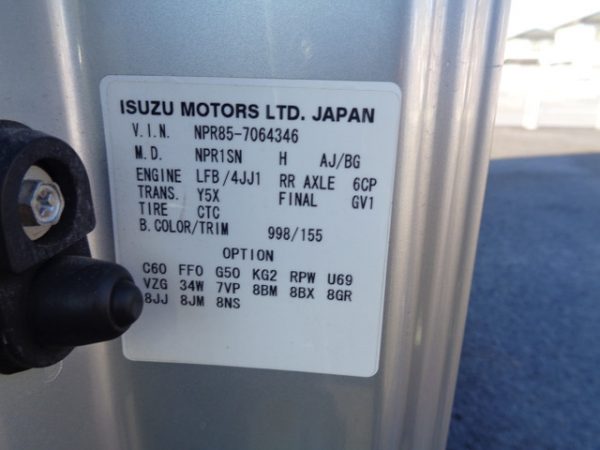 ISUZU MOTORS LTD. JAPAN
V.I.N. NPR85-7064346
M.D. NPR1SN H AJ/BG
ENGINE LFB/4JJ1 RR AXLE 6CP
TRANS. Y5X FINAL GV1
TIRE CTC
B.COLOR/TRIM 998/155
OPTION
C60 FF0 G50 KG2 RPW U69
VZG 34W 7VP 8BM 8BX 8GR
8JJ 8JM 8NS